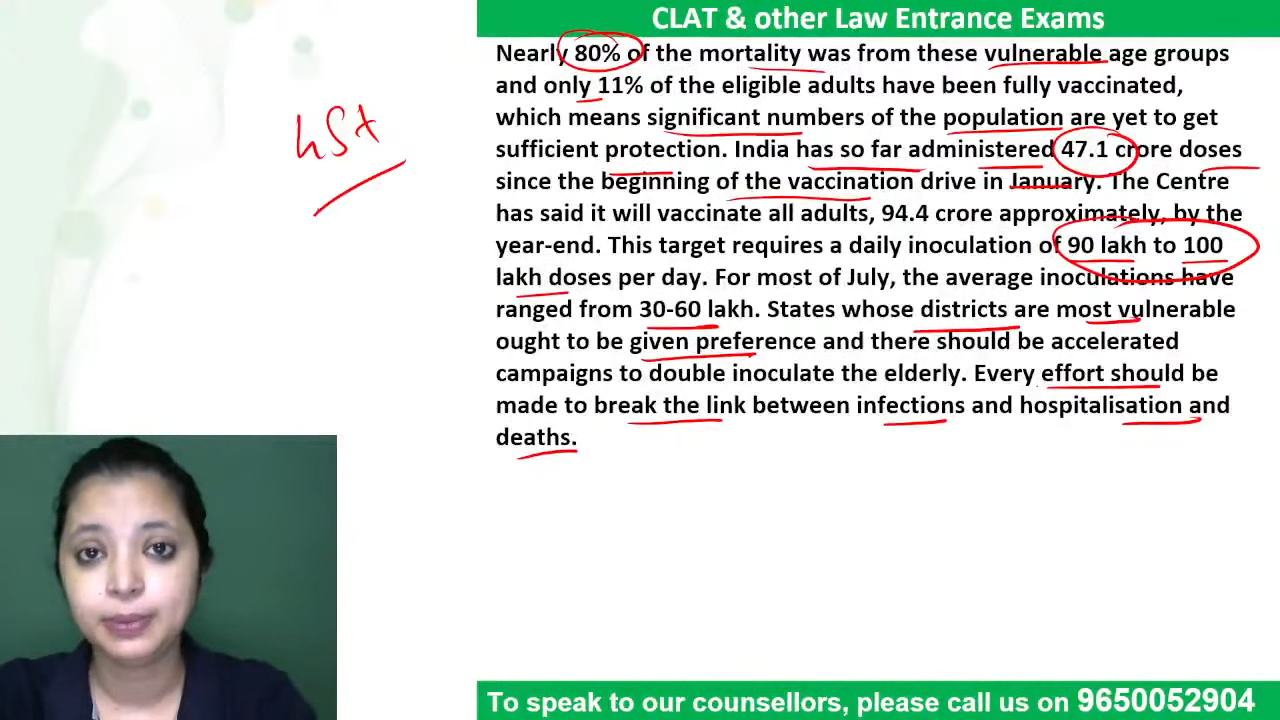 CLAT & other Law Entrance Exams
Nearly 80% of the mortality was from these vulnerable age groups
and only 11% of the eligible adults have been fully vaccinated,
which means significant numbers of the population are yet to get
sufficient protection. India has so far administered 47.1 crore doses
since the beginning of the vaccination drive in January. The Centre
has said it will vaccinate all adults, 94.4 crore approximately, by the
year-end. This target requires a daily inoculation of 90 lakh to 100
lakh doses per day. For most of July, the average inoculations have
ranged from 30-60 lakh. States whose districts are most vulnerable
ought to be given preference and there should be accelerated
campaigns to double inoculate the elderly. Every effort should be
made to break the link between infections and hospitalisation and
deaths.
To speak to our counsellors, please call us on 9650052904